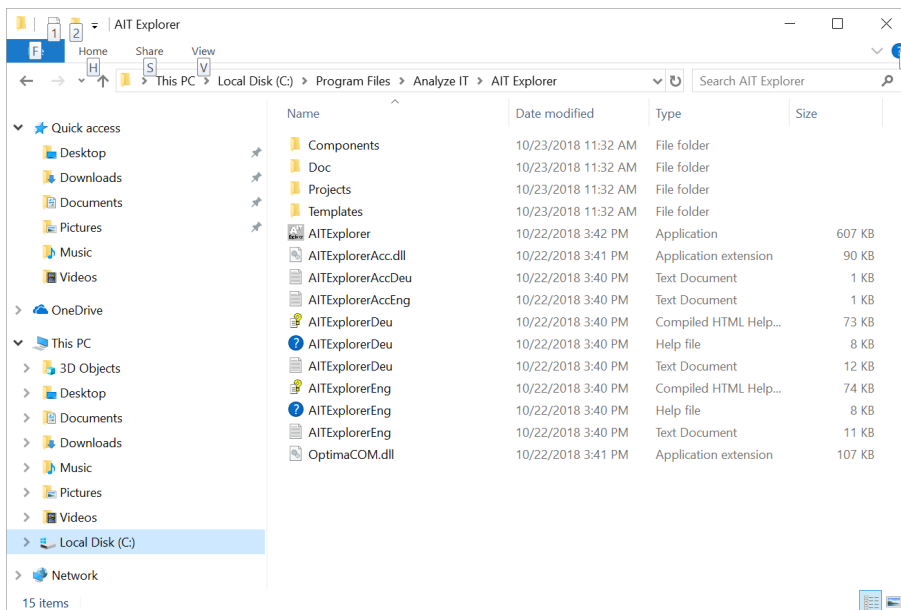 1 2 AIT Explorer
F Home Share View
H S V
This PC > Local Disk (C:) > Program Files > Analyze IT > AIT Explorer Search AIT Explorer
Name Date modified Type Size
Quick access
Desktop
Downloads
Documents
Pictures
Music
Videos
OneDrive
This PC
3D Objects
Desktop
Documents
Downloads
Music
Pictures
Videos
Local Disk (C:)
Network
Components 10/23/2018 11:32 AM File folder
Doc 10/23/2018 11:32 AM File folder
Projects 10/23/2018 11:32 AM File folder
Templates 10/23/2018 11:32 AM File folder
AITExplorer 10/22/2018 3:42 PM Application 607 KB
AITExplorerAcc.dll 10/22/2018 3:41 PM Application extension 90 KB
AITExplorerAccDeu 10/22/2018 3:40 PM Text Document 1 KB
AITExplorerAccEng 10/22/2018 3:40 PM Text Document 1 KB
AITExplorerDeu 10/22/2018 3:40 PM Compiled HTML Help... 73 KB
AITExplorerDeu 10/22/2018 3:40 PM Help file 8 KB
AITExplorerDeu 10/22/2018 3:40 PM Text Document 12 KB
AITExplorerEng 10/22/2018 3:40 PM Compiled HTML Help... 74 KB
AITExplorerEng 10/22/2018 3:40 PM Help file 8 KB
AITExplorerEng 10/22/2018 3:40 PM Text Document 11 KB
OptimaCOM.dll 10/22/2018 3:41 PM Application extension 107 KB
15 items